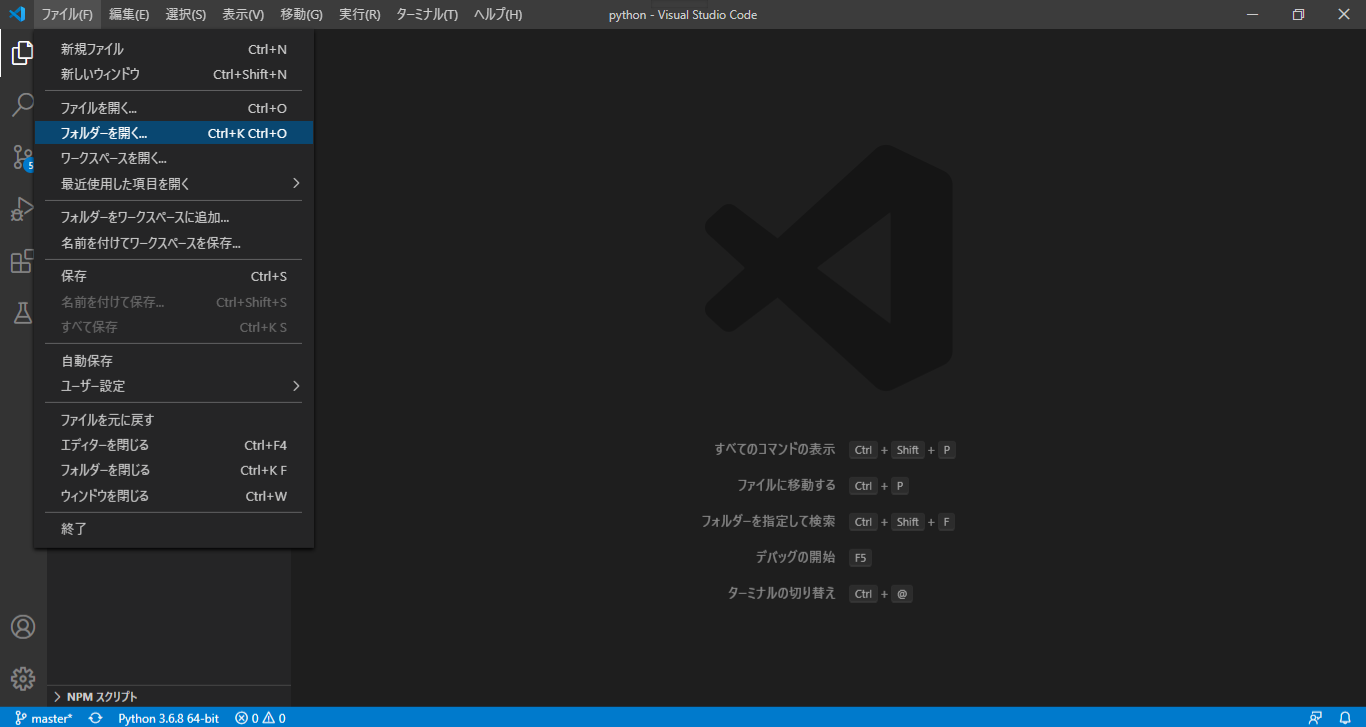 ファイル(F) 編集(E) 選択(S) 表示(V) 移動(G) 実行(R) ターミナル(T) ヘルプ(H) python - Visual Studio Code
新規ファイル Ctrl+N
新しいウィンドウ Ctrl+Shift+N
ファイルを開く... Ctrl+O
フォルダーを開く... Ctrl+K Ctrl+O
ワークスペースを開く...
最近使用した項目を開く
フォルダーをワークスペースに追加...
名前を付けてワークスペースを保存...
保存 Ctrl+S
名前を付けて保存... Ctrl+Shift+S
すべて保存 Ctrl+K S
自動保存
ユーザー設定
ファイルを元に戻す
エディターを閉じる Ctrl+F4
フォルダーを閉じる Ctrl+K F
ウィンドウを閉じる Ctrl+W
終了
5
すべてのコマンドの表示 Ctrl + Shift + P
ファイルに移動する Ctrl + P
フォルダーを指定して検索 Ctrl + Shift + F
デバッグの開始 F5
ターミナルの切り替え Ctrl + @
NPM スクリプト
master* Python 3.6.8 64-bit 0 0